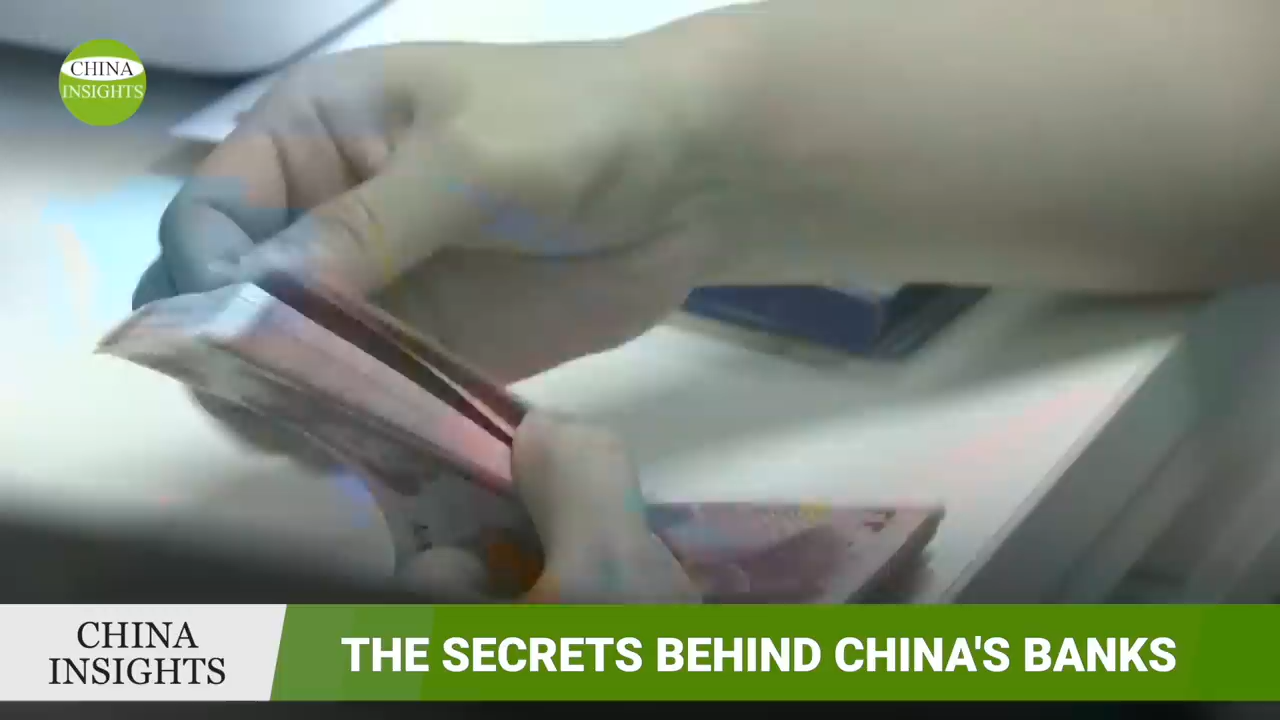 CHINA
INSIGHTS
CHINA
INSIGHTS
THE SECRETS BEHIND CHINA'S BANKS